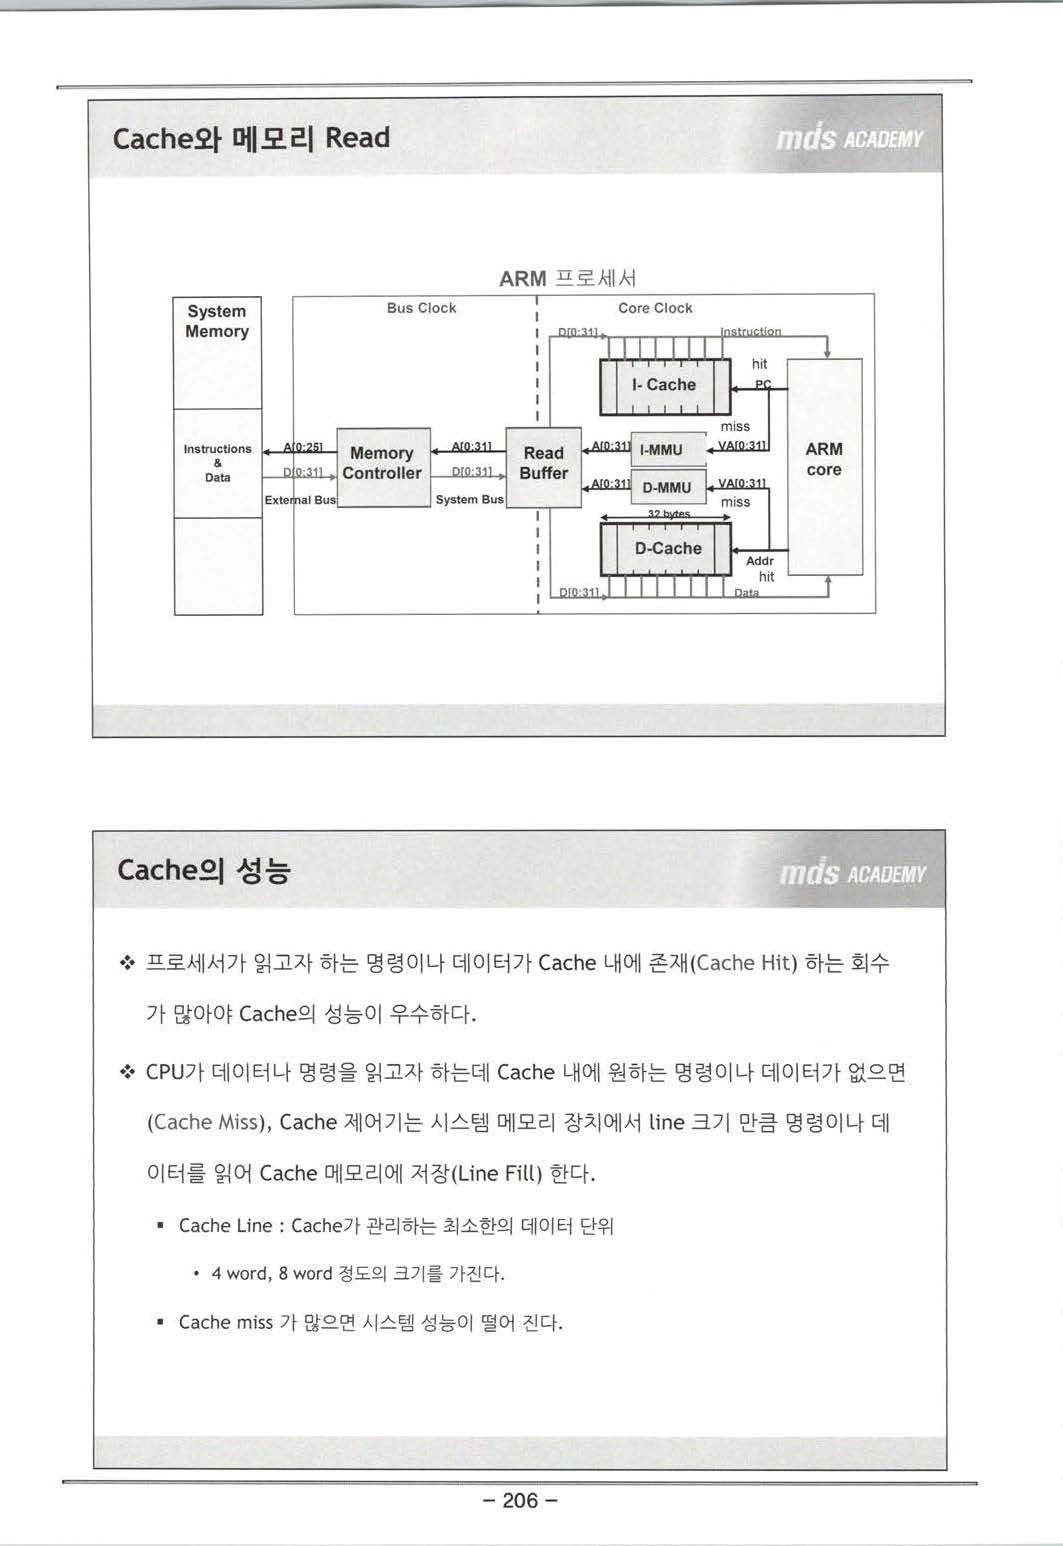 Cache와 메모리 Read
mds ACADEMY
ARM 프로세서
System
Memory
Bus Clock
Core Clock
D[0:31]
Instruction
hit
I- Cache
PC
miss
Instructions
&
Data
A[0:25]
D[0:31]
External Bus
Memory
Controller
A[0:31]
D[0:31]
System Bus
Read
Buffer
A[0:31]
I-MMU
VA[0:31]
A[0:31]
D-MMU
VA[0:31]
miss
ARM
core
32 bytes
D-Cache
Addr
hit
D[0:31]
Data
Cache의 성능
mds ACADEMY
❖ 프로세서가 읽고자 하는 명령이나 데이터가 Cache 내에 존재(Cache Hit) 하는 회수
가 많아야 Cache의 성능이 우수하다.
❖ CPU가 데이터나 명령을 읽고자 하는데 Cache 내에 원하는 명령이나 데이터가 없으면
(Cache Miss), Cache 제어기는 시스템 메모리 장치에서 line 크기 만큼 명령이나 데
이터를 읽어 Cache 메모리에 저장(Line Fill) 한다.
▪ Cache Line : Cache가 관리하는 최소한의 데이터 단위
• 4 word, 8 word 정도의 크기를 가진다.
▪ Cache miss 가 많으면 시스템 성능이 떨어 진다.
- 206 -